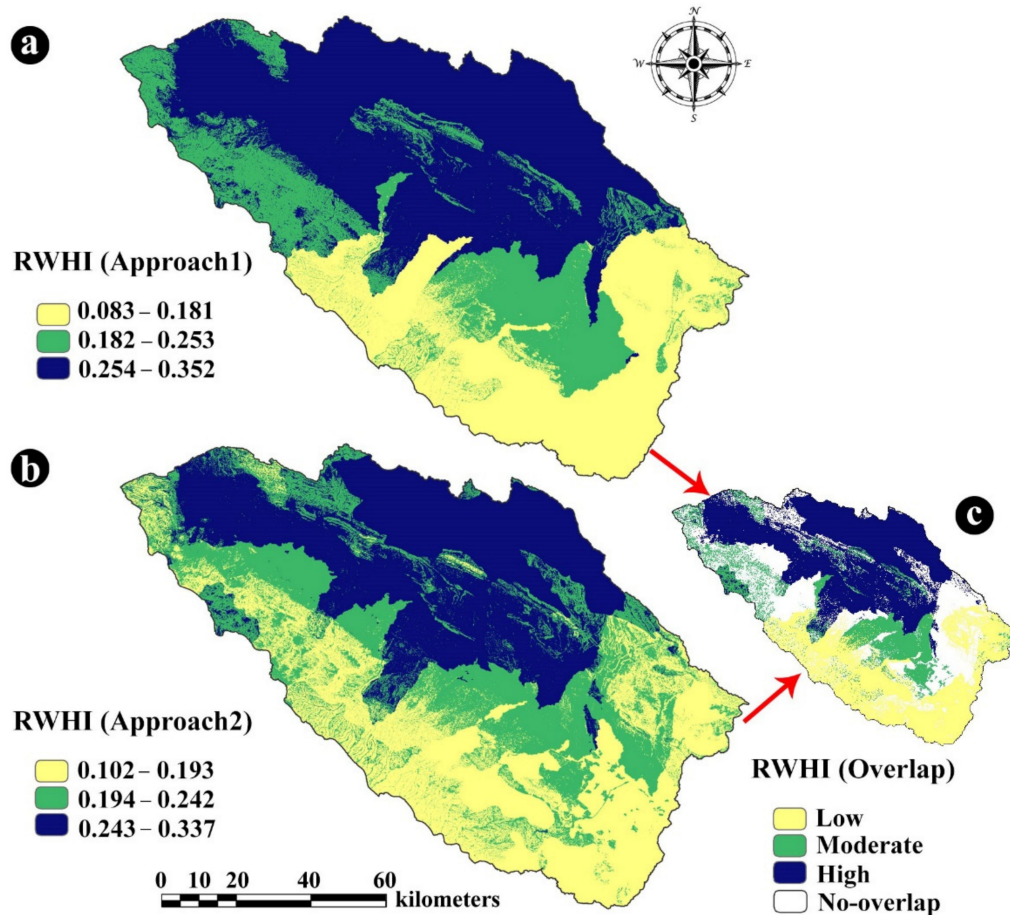 a
N
W E
S
RWHI (Approach1)
0.083 – 0.181
0.182 – 0.253
0.254 – 0.352
b
c
RWHI (Approach2)
0.102 – 0.193
0.194 – 0.242
0.243 – 0.337
RWHI (Overlap)
Low
Moderate
High
No-overlap
0 10 20 40 60
kilometers